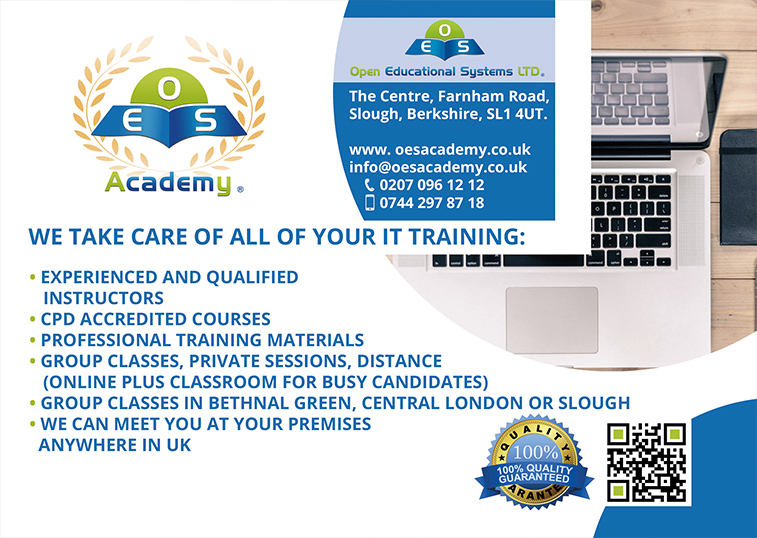 O
E S
Academy®
O
E S
Open Educational Systems LTD.
The Centre, Farnham Road,
Slough, Berkshire, SL1 4UT.
www. oesacademy.co.uk
info@oesacademy.co.uk
0207 096 12 12
0744 297 87 18
WE TAKE CARE OF ALL OF YOUR IT TRAINING:
• EXPERIENCED AND QUALIFIED
INSTRUCTORS
• CPD ACCREDITED COURSES
• PROFESSIONAL TRAINING MATERIALS
• GROUP CLASSES, PRIVATE SESSIONS, DISTANCE
(ONLINE PLUS CLASSROOM FOR BUSY CANDIDATES)
• GROUP CLASSES IN BETHNAL GREEN, CENTRAL LONDON OR SLOUGH
• WE CAN MEET YOU AT YOUR PREMISES
ANYWHERE IN UK
QUALITY
100%
100% QUALITY
GUARANTEED
ARANTE